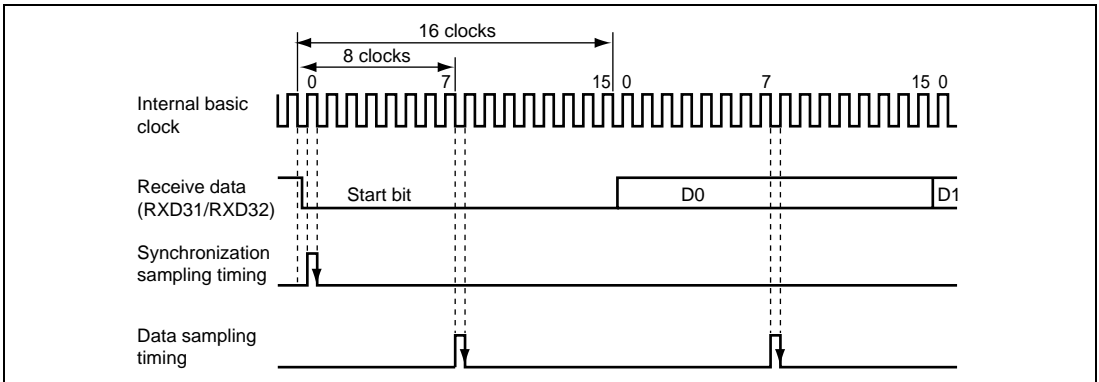 16 clocks
8 clocks
0 7 15 0 7 15 0
Internal basic
clock
Receive data
(RXD31/RXD32)
Start bit D0 D1
Synchronization
sampling timing
Data sampling
timing